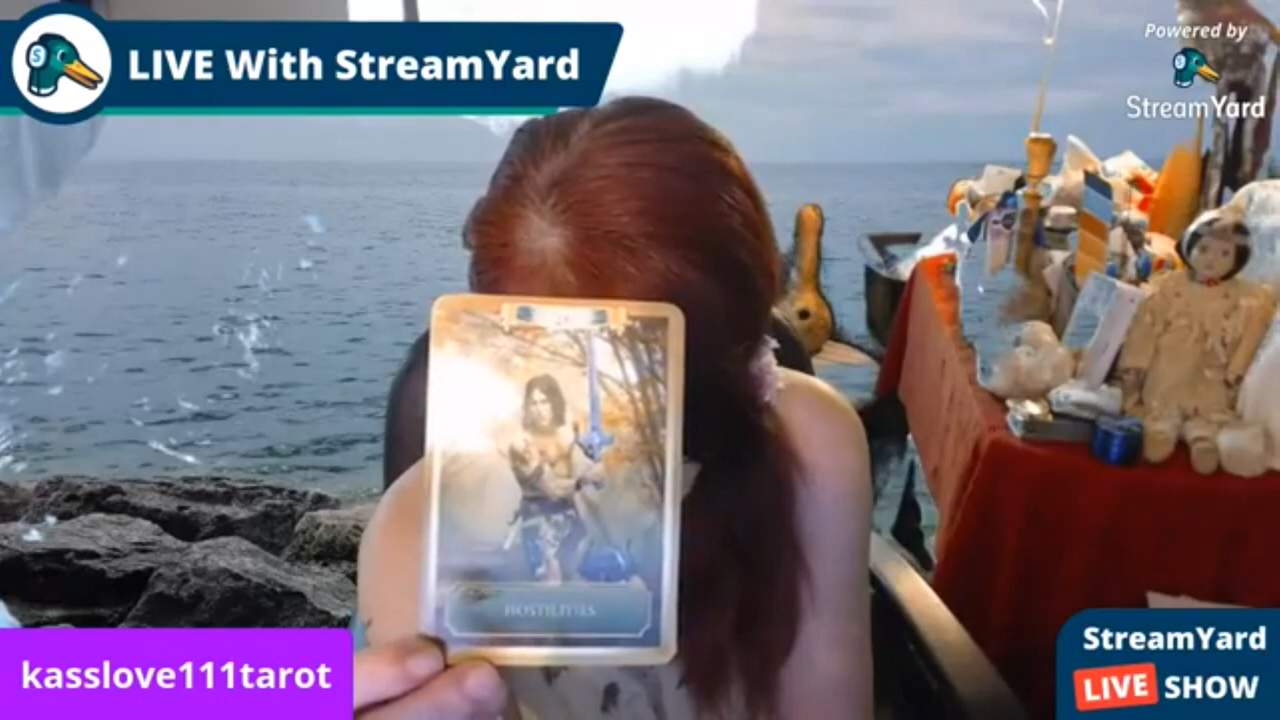 LIVE With StreamYard
Powered by
StreamYard
HOSTILITIES
kasslove111tarot
StreamYard
LIVE SHOW